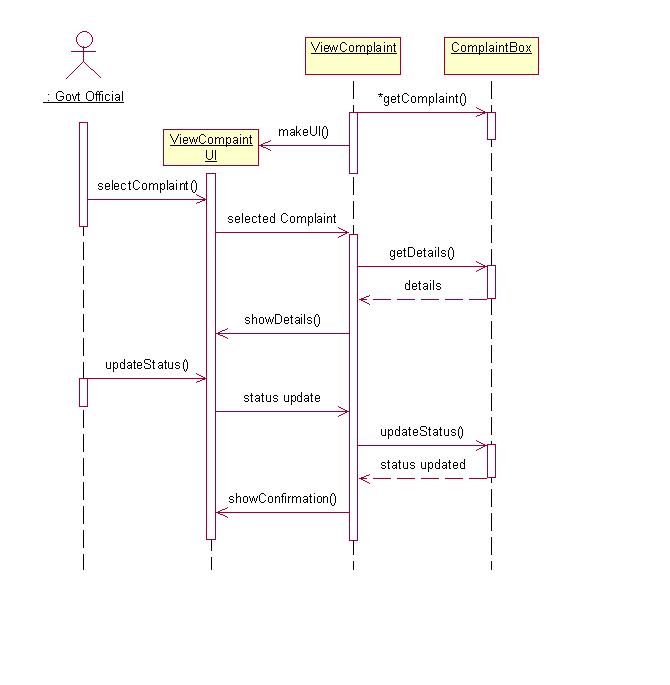 ViewComplaint
ComplaintBox
: Govt Official
*getComplaint()
makeUI()
ViewCompaint
UI
selectComplaint()
selected Complaint
getDetails()
details
showDetails()
updateStatus()
status update
updateStatus()
status updated
showConfirmation()